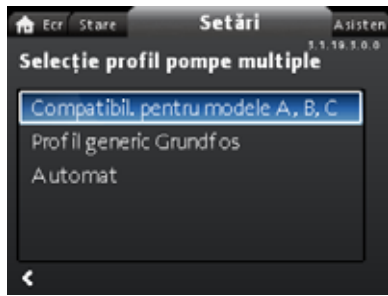 Ecr Stare Setări Asisten
3.1.19.3.0.0
Selecție profil pompe multiple
Compatibil. pentru modele A, B, C
Profil generic Grundfos
Automat